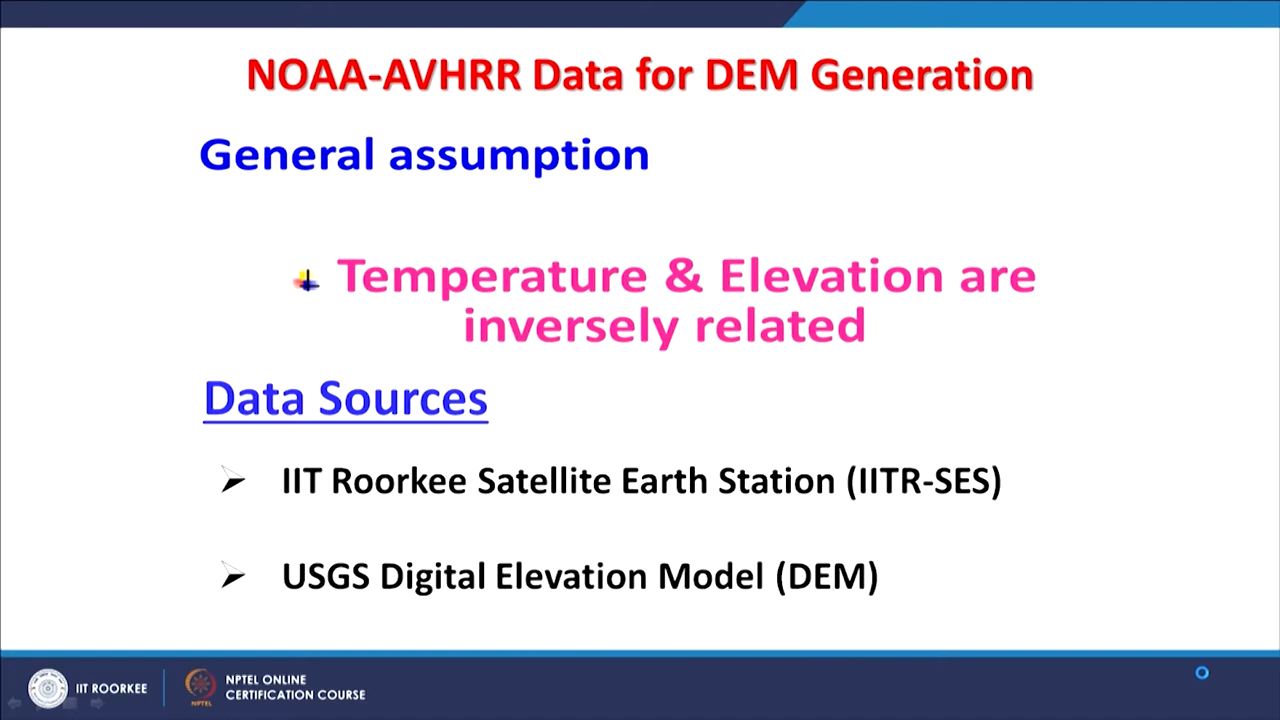 NOAA-AVHRR Data for DEM Generation
General assumption
Temperature & Elevation are
inversely related
Data Sources
IIT Roorkee Satellite Earth Station (IITR-SES)
USGS Digital Elevation Model (DEM)
IIT ROORKEE
NPTEL
NPTEL ONLINE
CERTIFICATION COURSE